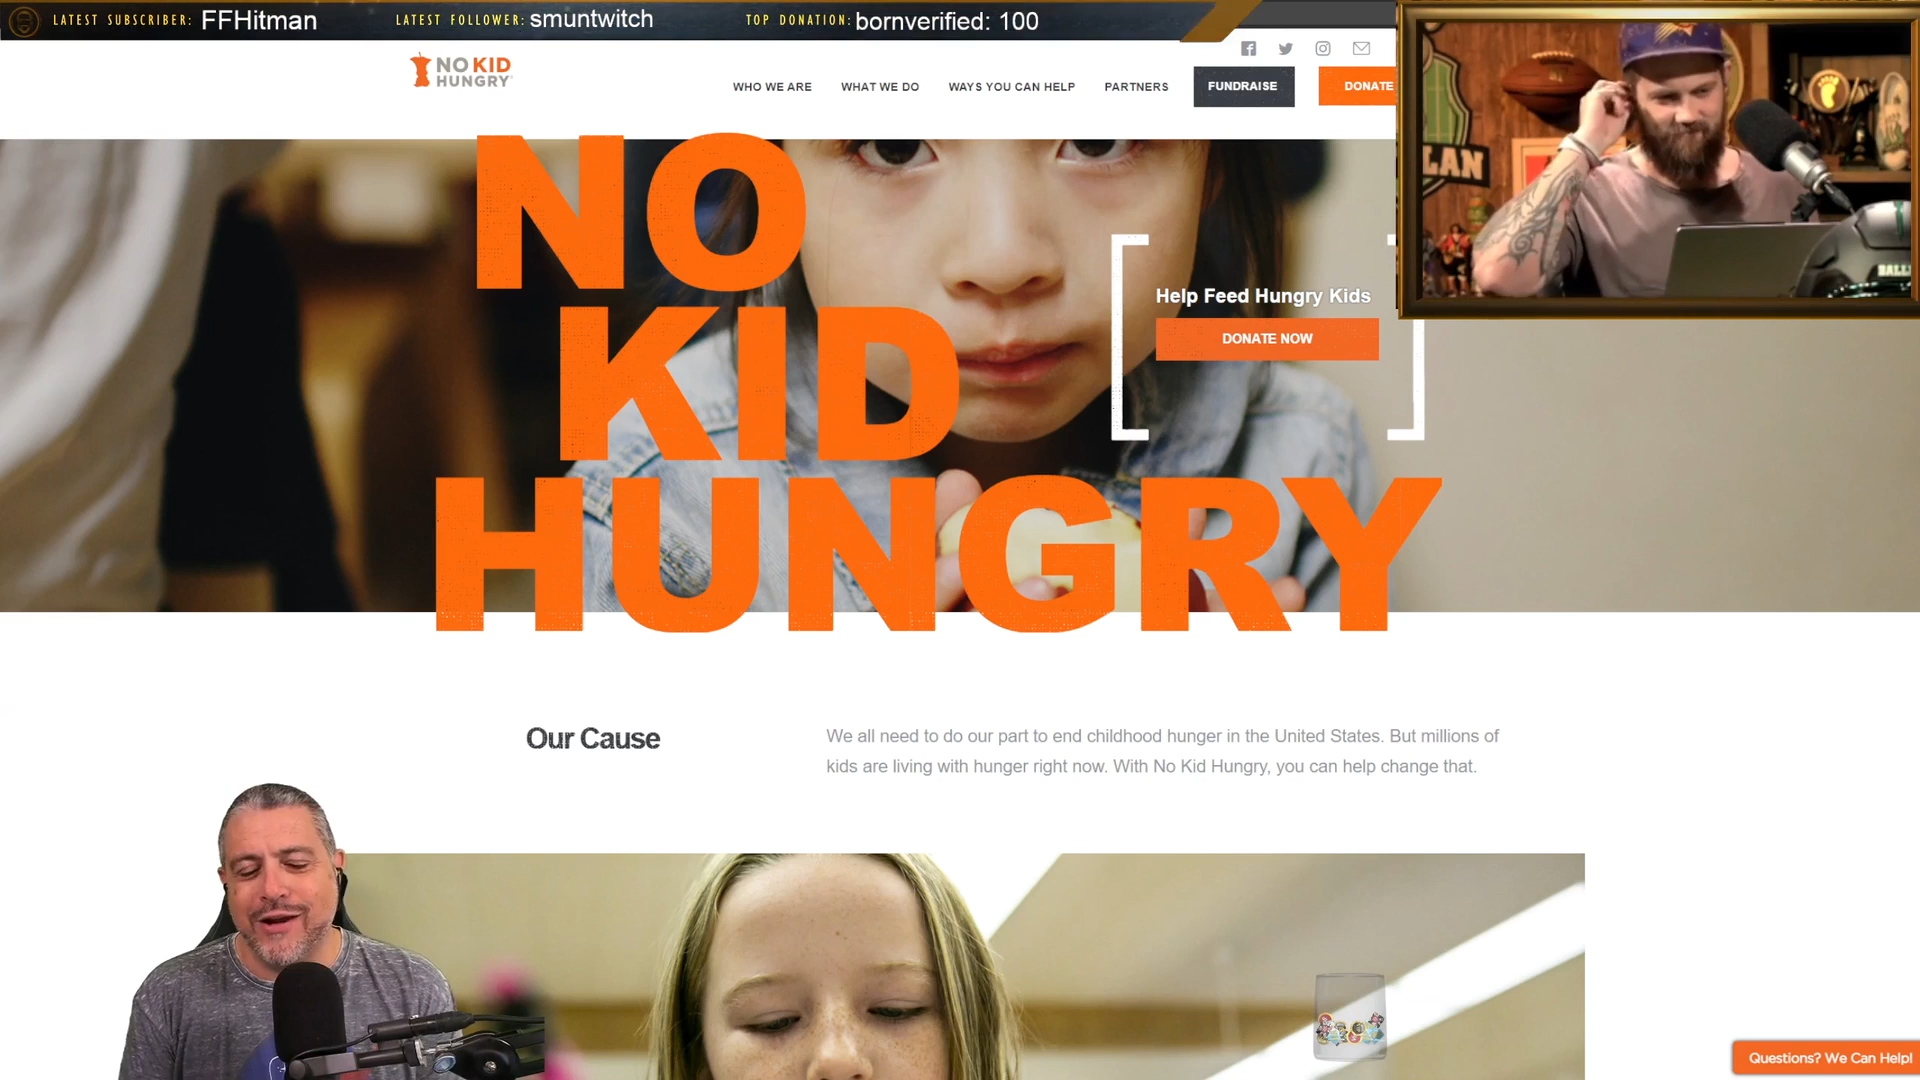 LATEST SUBSCRIBER: FFHitman
LATEST FOLLOWER: smuntwitch
TOP DONATION: bornverified: 100
NO KID
HUNGRY
WHO WE ARE
WHAT WE DO
WAYS YOU CAN HELP
PARTNERS
FUNDRAISE
DONATE
NO
KID
HUNGRY
Help Feed Hungry Kids
DONATE NOW
LAN
BALL
Our Cause
We all need to do our part to end childhood hunger in the United States. But millions of
kids are living with hunger right now. With No Kid Hungry, you can help change that.
Questions? We Can Help!